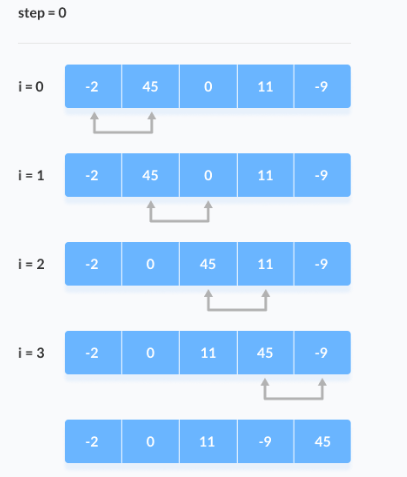 step = 0
i = 0 -2 45 0 11 -9
i = 1 -2 45 0 11 -9
i = 2 -2 0 45 11 -9
i = 3 -2 0 11 45 -9
-2 0 11 -9 45